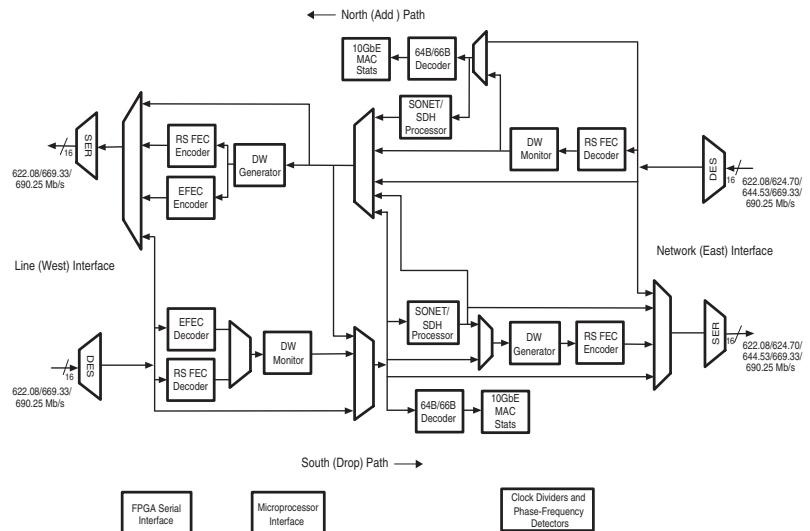 North (Add ) Path
10GbE
MAC
Stats
64B/66B
Decoder
SONET/
SDH
Processor
RS FEC
Encoder
EFEC
Encoder
DW
Generator
DW
Monitor
RS FEC
Decoder
SER
16
622.08/669.33/
690.25 Mb/s
DES
16
622.08/624.70/
644.53/669.33/
690.25 Mb/s
Line (West) Interface
Network (East) Interface
EFEC
Decoder
RS FEC
Decoder
DW
Monitor
SONET/
SDH
Processor
DW
Generator
RS FEC
Encoder
64B/66B
Decoder
10GbE
MAC
Stats
DES
16
622.08/669.33/
690.25 Mb/s
SER
16
622.08/624.70/
644.53/669.33/
690.25 Mb/s
South (Drop) Path
FPGA Serial
Interface
Microprocessor
Interface
Clock Dividers and
Phase-Frequency
Detectors